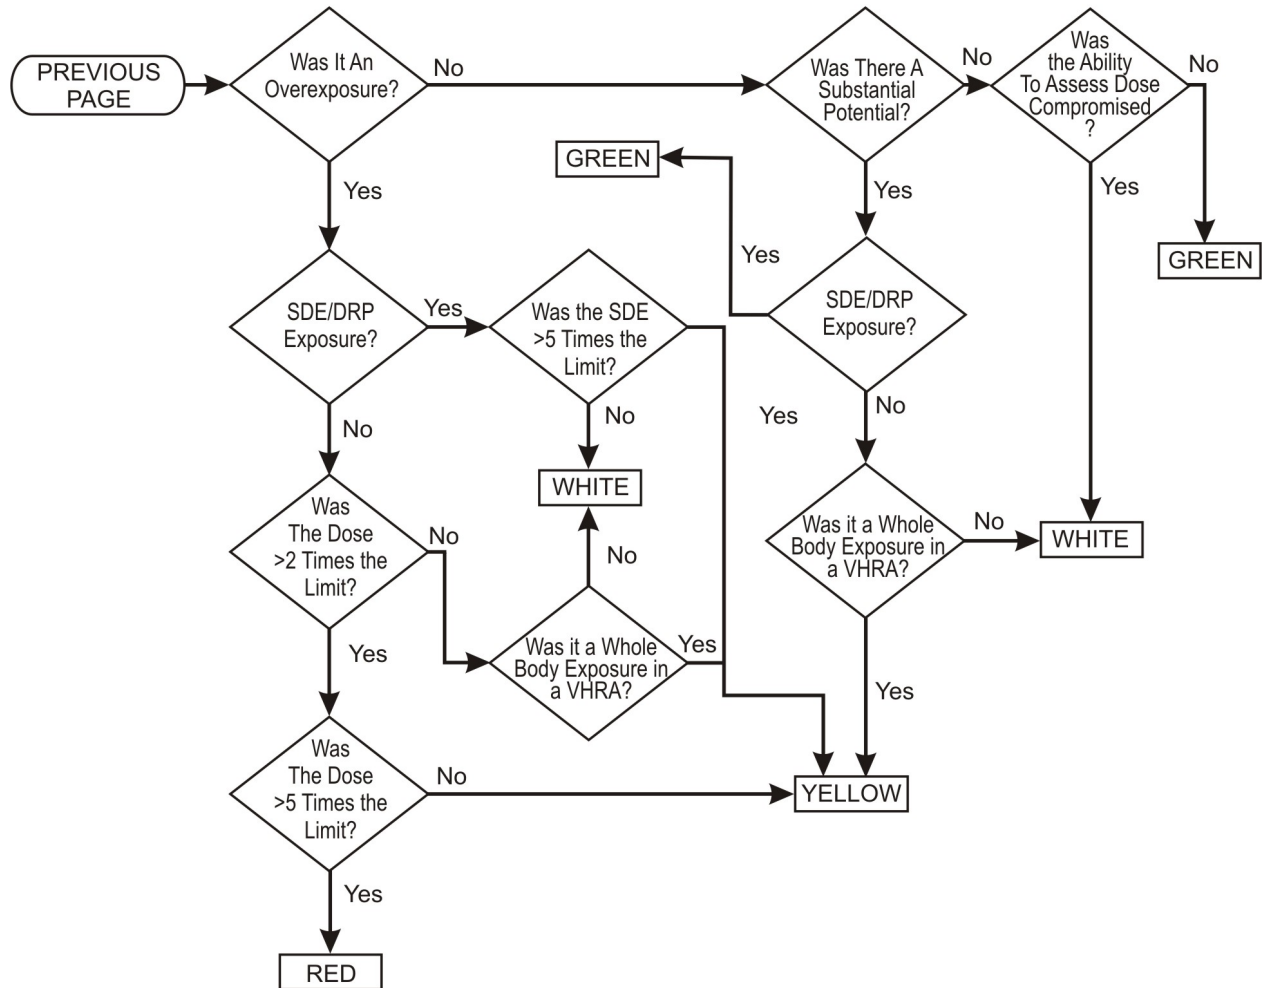 PREVIOUS
PAGE
Was It An
Overexposure?
No
Was There A
Substantial
Potential?
No
Was
the Ability
To Assess Dose
Compromised
?
No
GREEN
Yes
Yes
Yes
Yes
GREEN
SDE/DRP
Exposure?
Yes
Was the SDE
>5 Times the
Limit?
SDE/DRP
Exposure?
No
No
Yes
No
WHITE
Was
The Dose
>2 Times the
Limit?
No
No
Was it a Whole
Body Exposure in
a VHRA?
No
WHITE
Yes
Was it a Whole
Body Exposure in
a VHRA?
Yes
Yes
Was
The Dose
>5 Times the
Limit?
No
YELLOW
Yes
RED